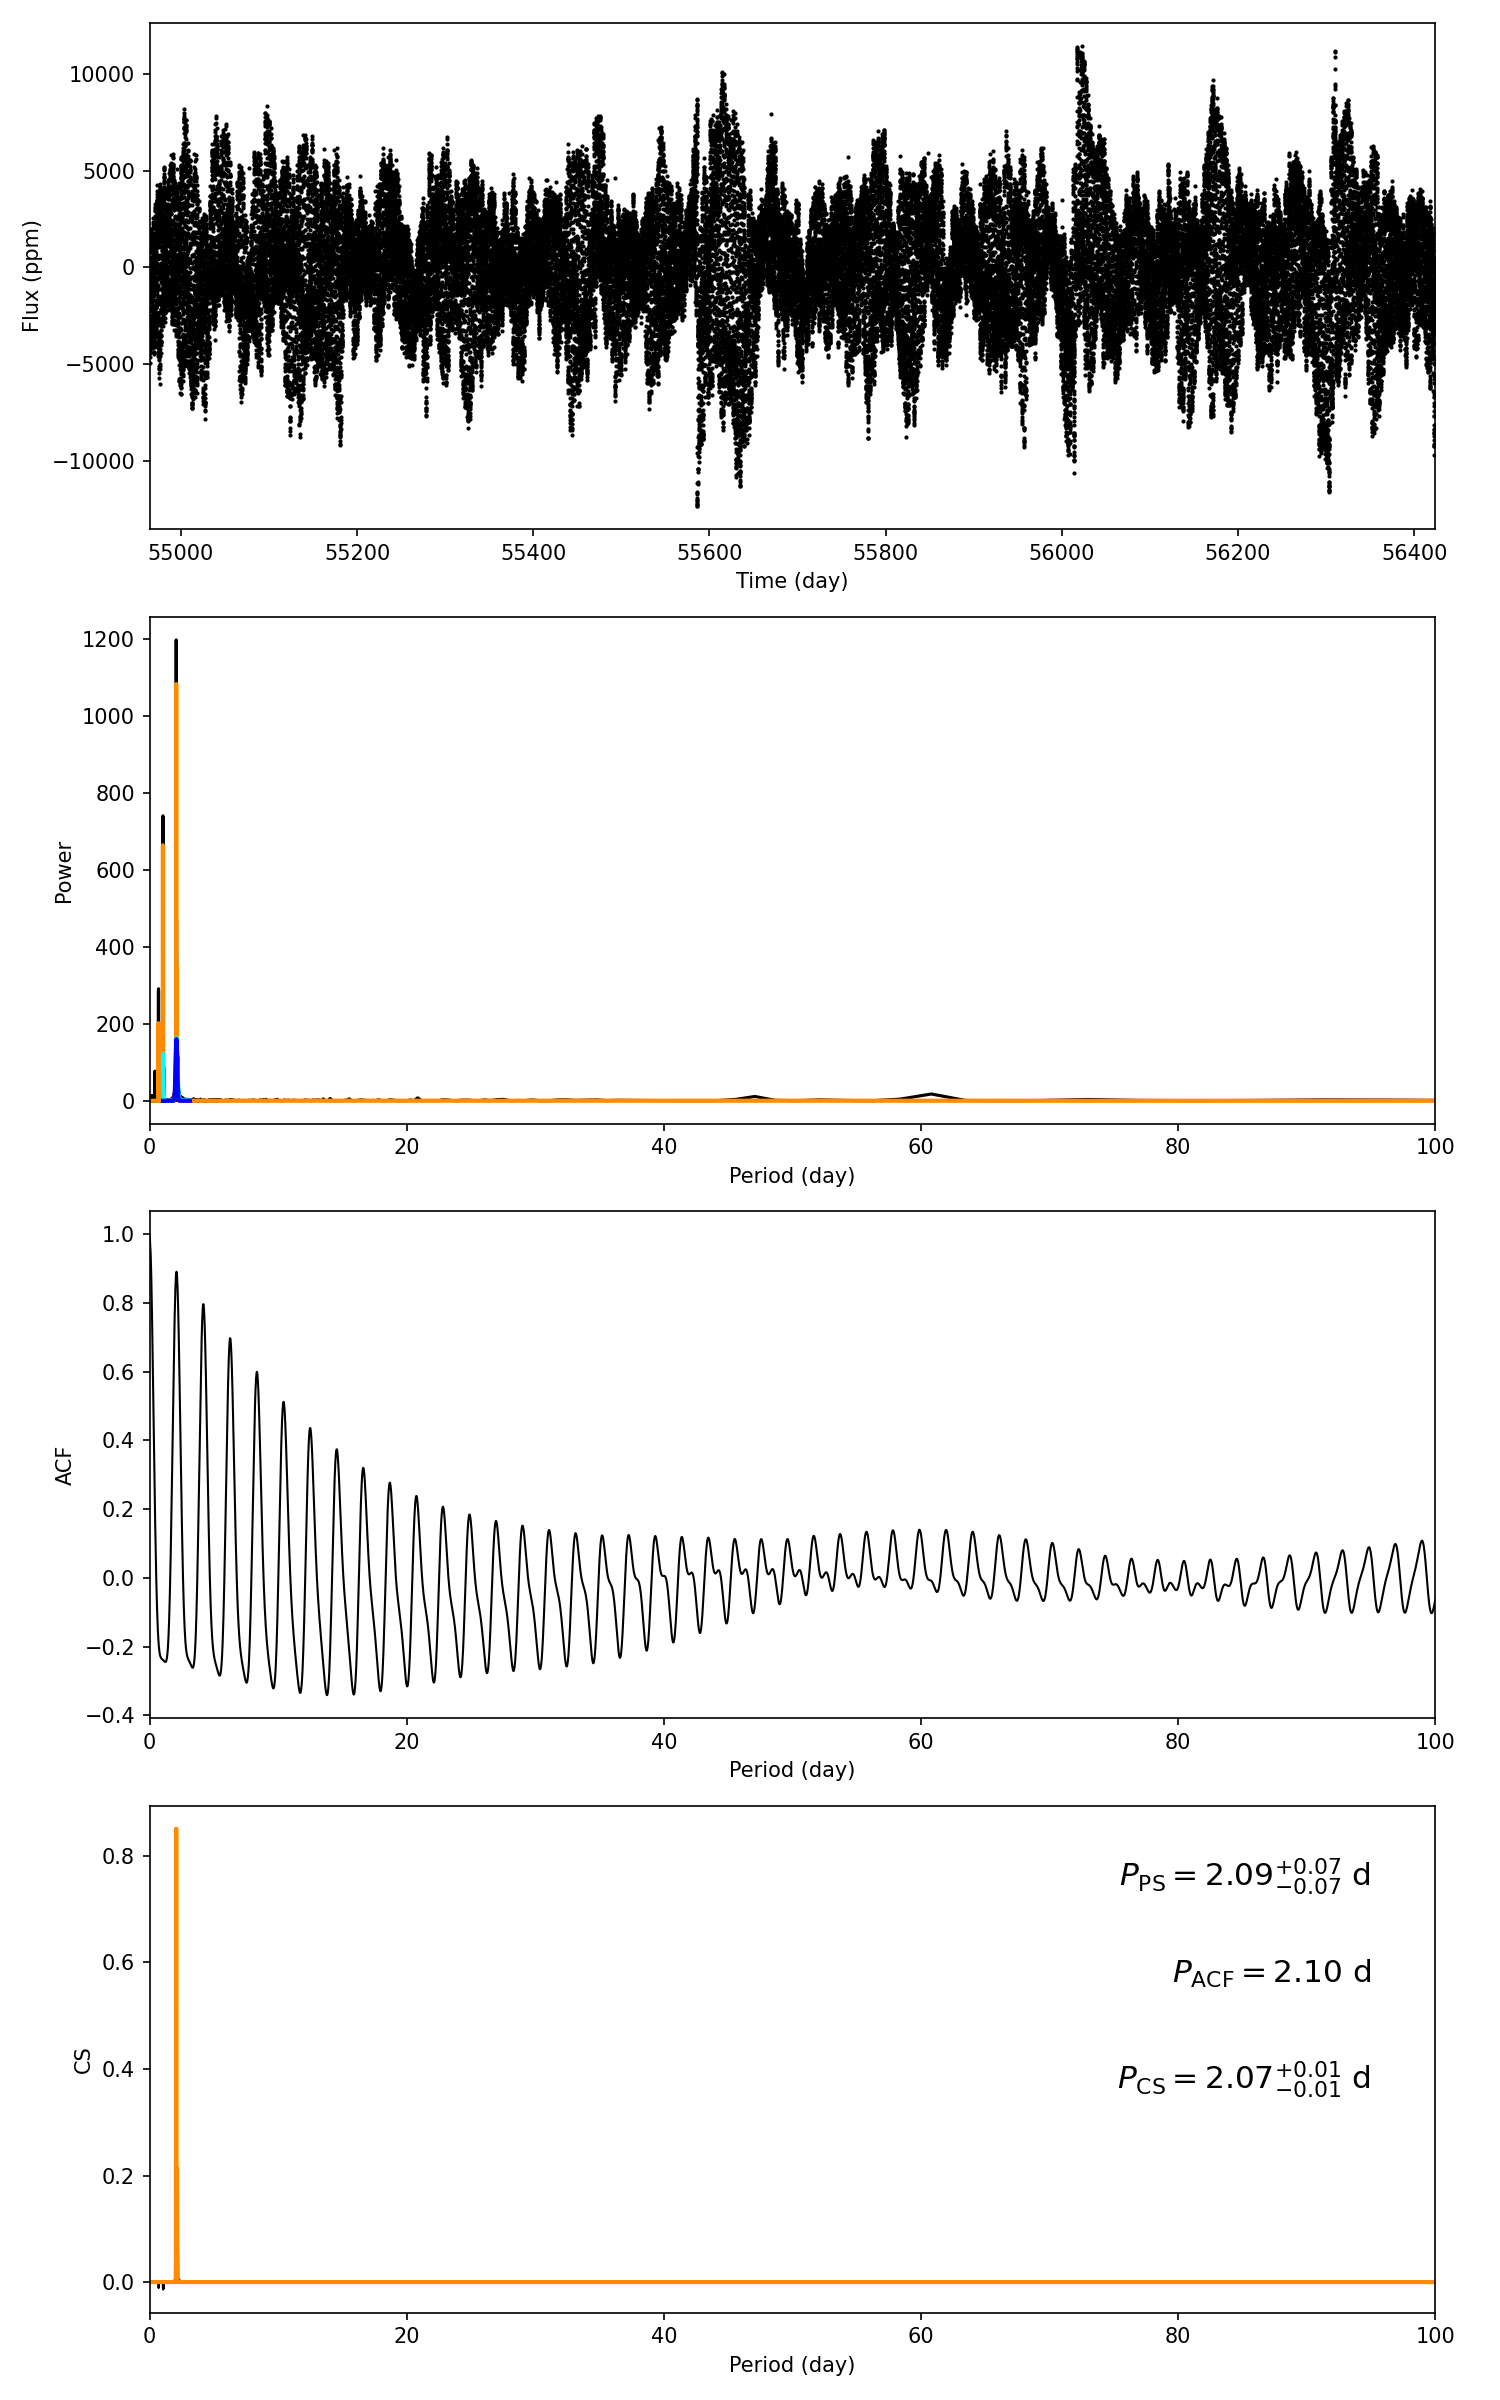 10000
5000
0
−5000
−10000
Flux (ppm)
55000 55200 55400 55600 55800 56000 56200 56400
Time (day)
1200
1000
800
600
400
200
0
Power
0 20 40 60 80 100
Period (day)
1.0
0.8
0.6
0.4
0.2
0.0
−0.2
−0.4
ACF
0 20 40 60 80 100
Period (day)
0.8
0.6
0.4
0.2
0.0
CS
P_PS = 2.09^{+0.07}_{−0.07} d
P_ACF = 2.10 d
P_CS = 2.07^{+0.01}_{−0.01} d
0 20 40 60 80 100
Period (day)